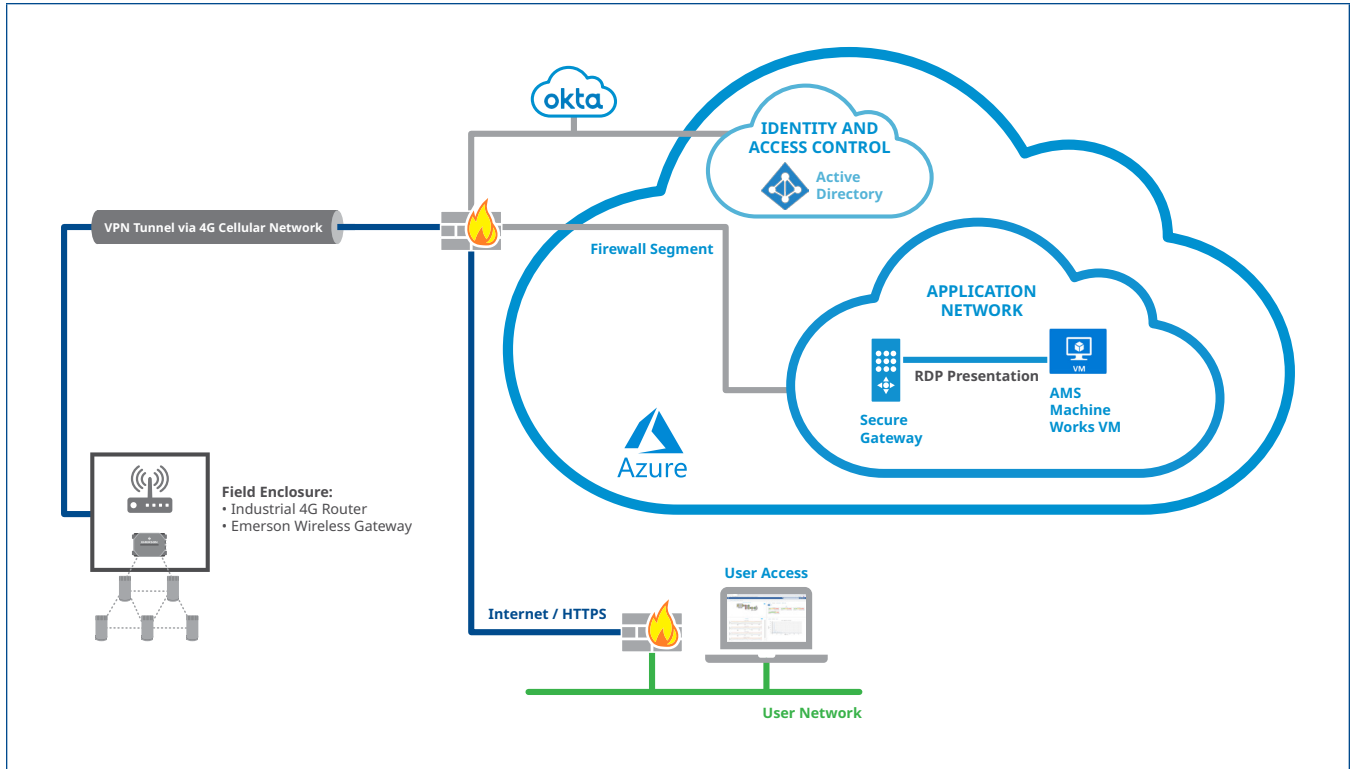 okta
IDENTITY AND
ACCESS CONTROL
Active
Directory
VPN Tunnel via 4G Cellular Network
Firewall Segment
APPLICATION
NETWORK
VM
RDP Presentation
Secure
Gateway
AMS
Machine
Works VM
Azure
Field Enclosure:
• Industrial 4G Router
• Emerson Wireless Gateway
User Access
Internet / HTTPS
User Network